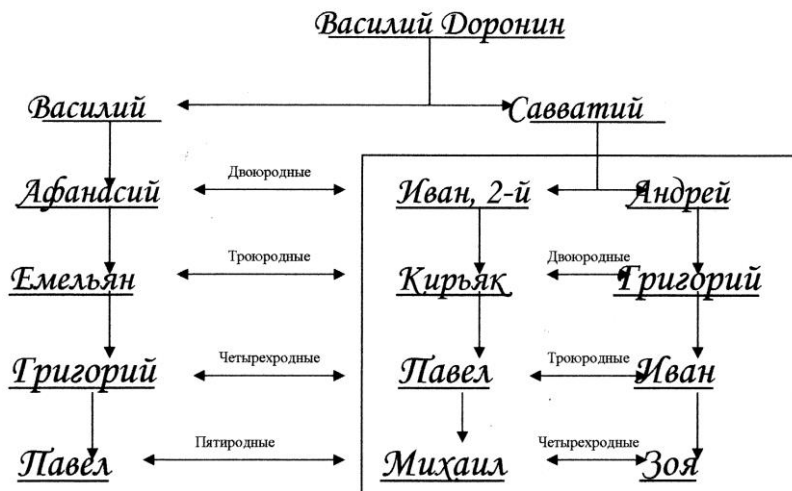 Василий Доронин
Василий Савватий
Двоюродные
Афанасий Иван, 2-й Андрей
Троюродные Двоюродные
Емельян Кирьяк Григорий
Четырехродные Троюродные
Григорий Павел Иван
Пятиродные Четырехродные
Павел Михаил Зоя